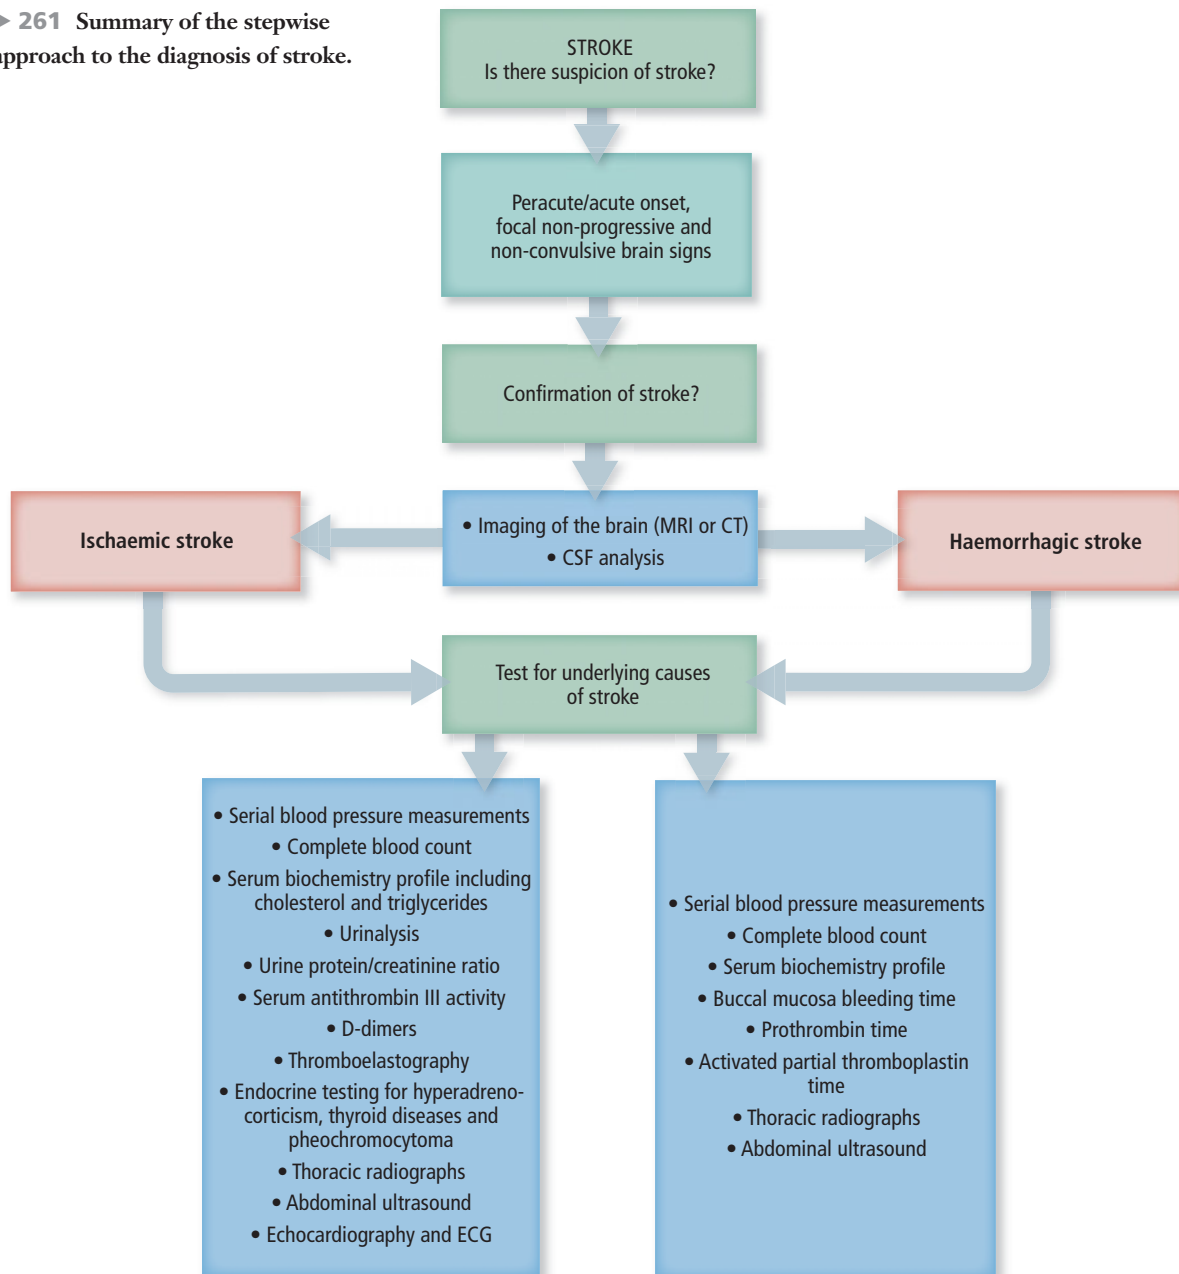 ▶ 261 Summary of the stepwise
approach to the diagnosis of stroke.
STROKE
Is there suspicion of stroke?
Peracute/acute onset,
focal non-progressive and
non-convulsive brain signs
Confirmation of stroke?
Ischaemic stroke
• Imaging of the brain (MRI or CT)
• CSF analysis
Haemorrhagic stroke
Test for underlying causes
of stroke
• Serial blood pressure measurements
• Complete blood count
• Serum biochemistry profile including
cholesterol and triglycerides
• Urinalysis
• Urine protein/creatinine ratio
• Serum antithrombin III activity
• D-dimers
• Thromboelastography
• Endocrine testing for hyperadreno-
corticism, thyroid diseases and
pheochromocytoma
• Thoracic radiographs
• Abdominal ultrasound
• Echocardiography and ECG
• Serial blood pressure measurements
• Complete blood count
• Serum biochemistry profile
• Buccal mucosa bleeding time
• Prothrombin time
• Activated partial thromboplastin
time
• Thoracic radiographs
• Abdominal ultrasound